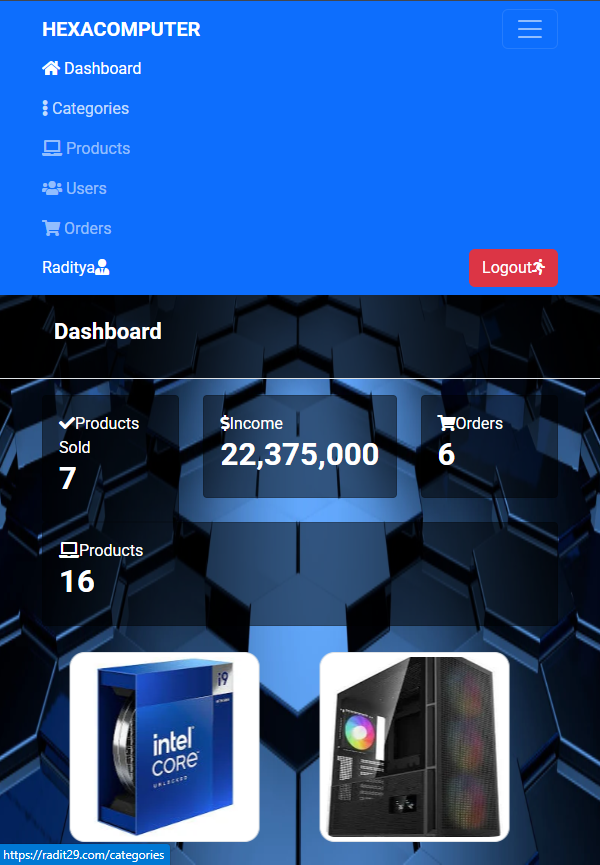 HEXACOMPUTER
Dashboard
Categories
Products
Users
Orders
Raditya
Logout
Dashboard
Products
Sold
7
$Income
22,375,000
Orders
6
Products
16
i9
intel
CORE
UNLOCKED
https://radit29.com/categories